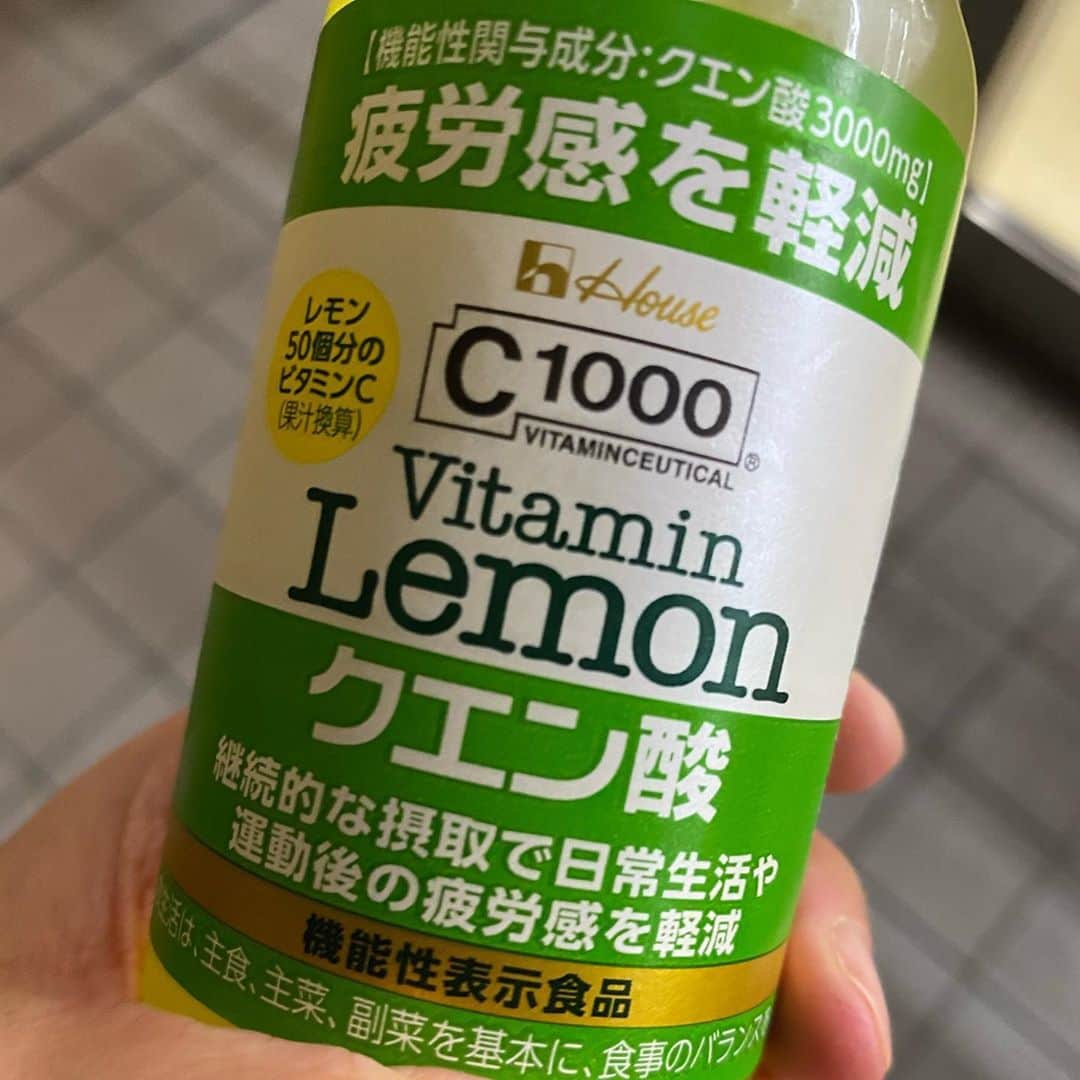 【機能性関与成分:クエン酸3000mg】
疲労感を軽減
House
レモン
50個分の
ビタミンC
(果汁換算)
C1000
VITAMINCEUTICAL®
Vitamin
Lemon
クエン酸
継続的な摂取で日常生活や
運動後の疲労感を軽減
機能性表示食品
活は、主食、主菜、副菜を基本に、食事のバランス